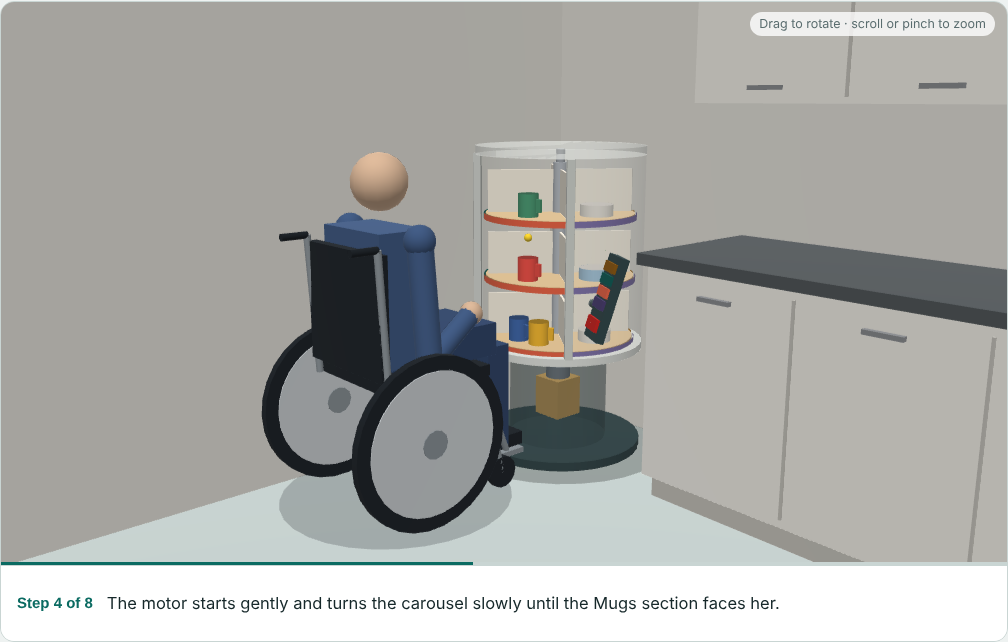 Drag to rotate · scroll or pinch to zoom
Step 4 of 8 The motor starts gently and turns the carousel slowly until the Mugs section faces her.